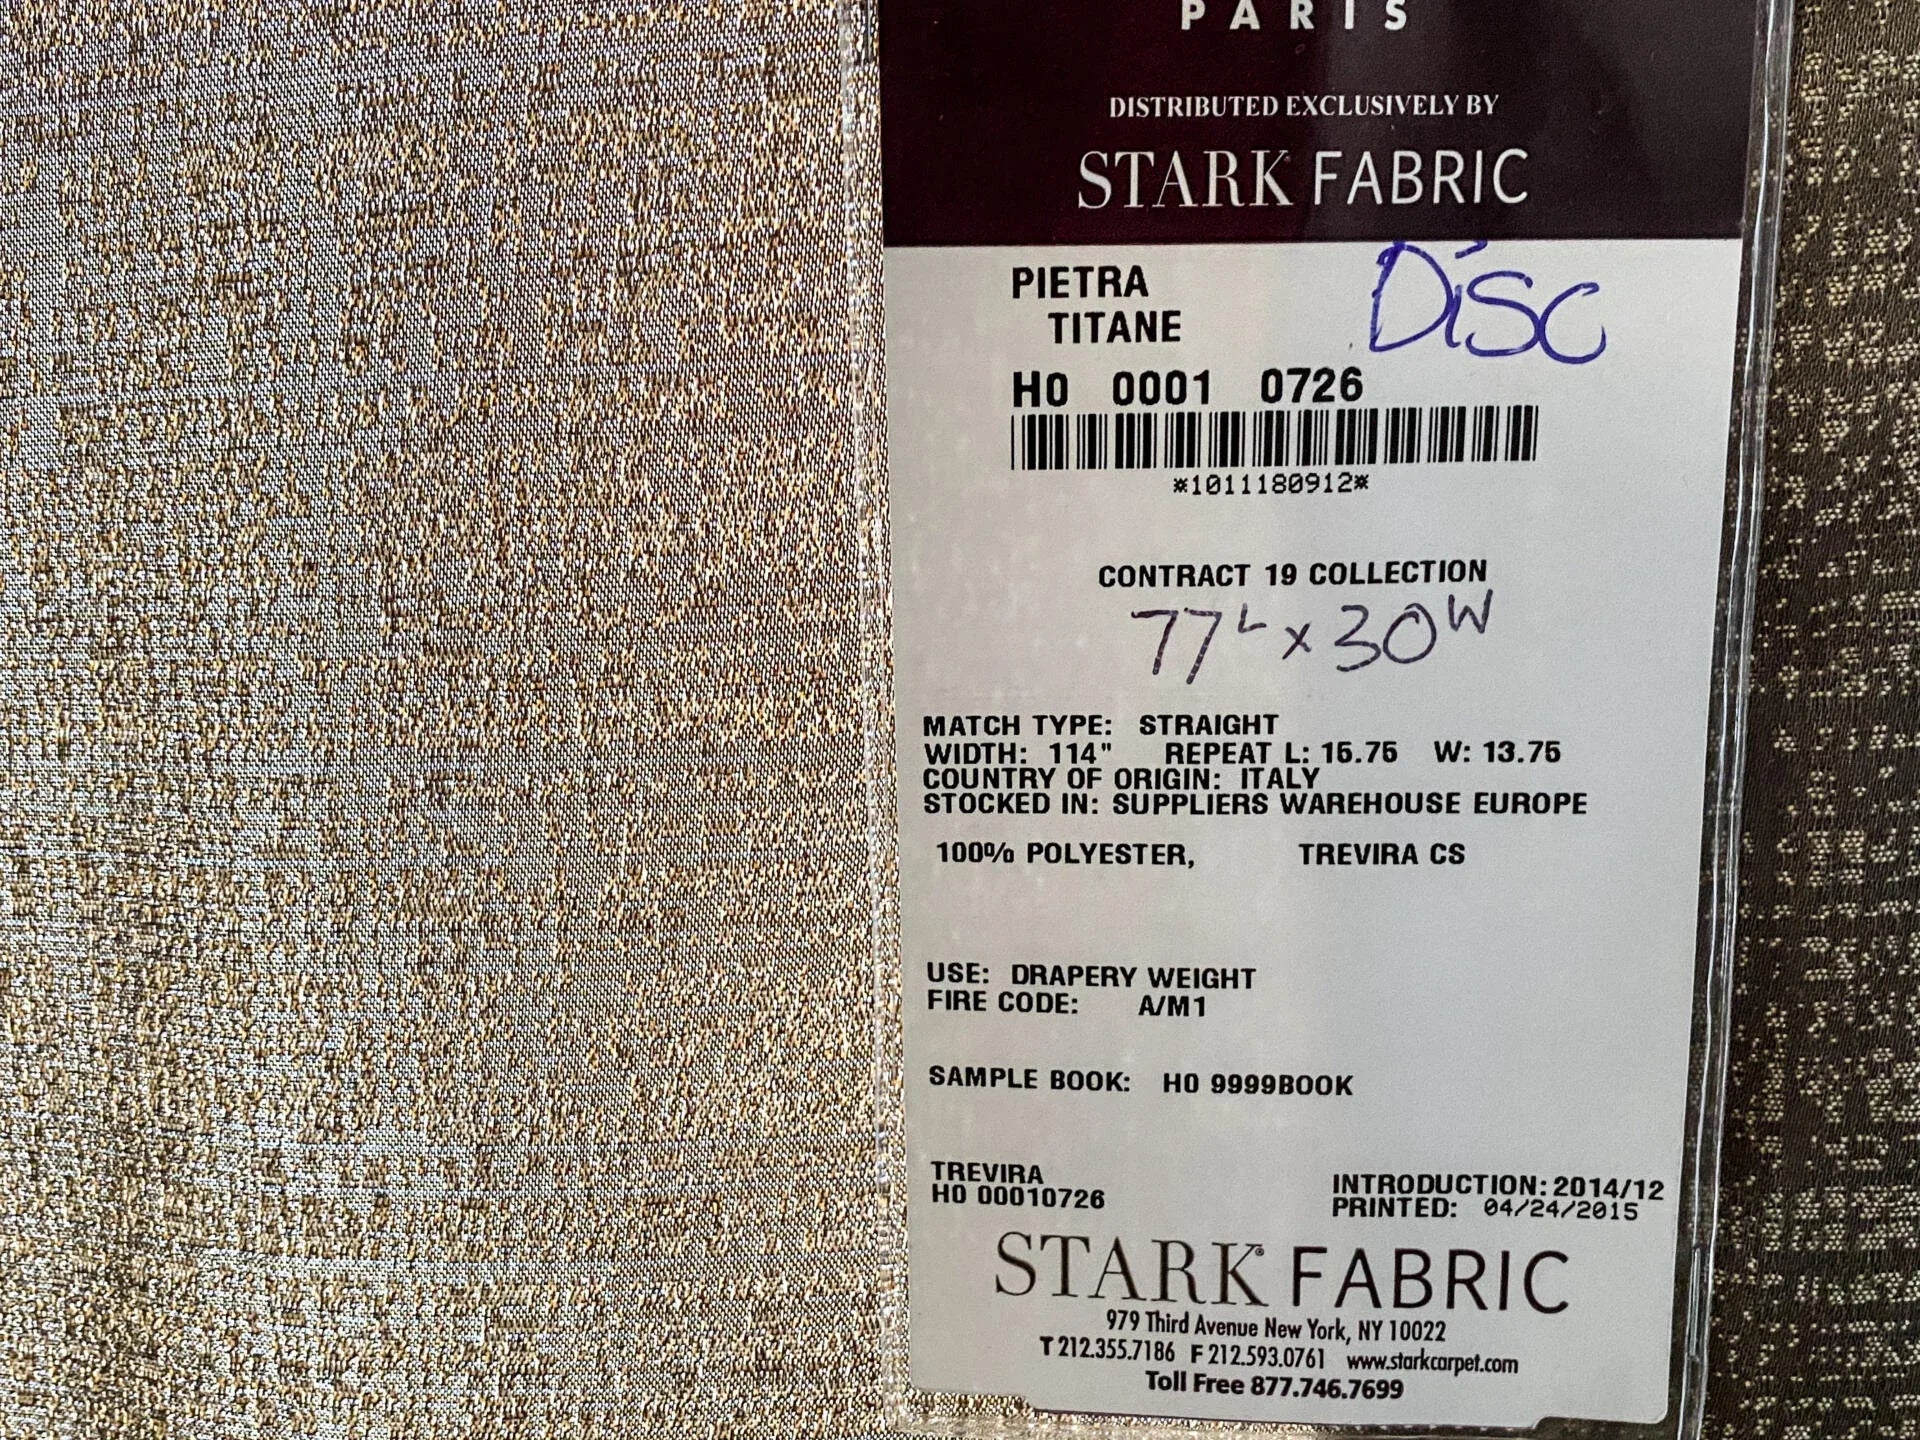 PARIS
DISTRIBUTED EXCLUSIVELY BY
STARK FABRIC
PIETRA
TITANE
Disc
H0 0001 0726
*1011180912*
CONTRACT 19 COLLECTION
77L x 30W
MATCH TYPE: STRAIGHT
WIDTH: 114" REPEAT L: 15.75 W: 13.75
COUNTRY OF ORIGIN: ITALY
STOCKED IN: SUPPLIERS WAREHOUSE EUROPE
100% POLYESTER, TREVIRA CS
USE: DRAPERY WEIGHT
FIRE CODE: A/M1
SAMPLE BOOK: H0 9999BOOK
TREVIRA
H0 00010726
INTRODUCTION: 2014/12
PRINTED: 04/24/2015
STARK® FABRIC
979 Third Avenue New York, NY 10022
T 212.355.7186 F 212.593.0761 www.starkcarpet.com
Toll Free 877.746.7699